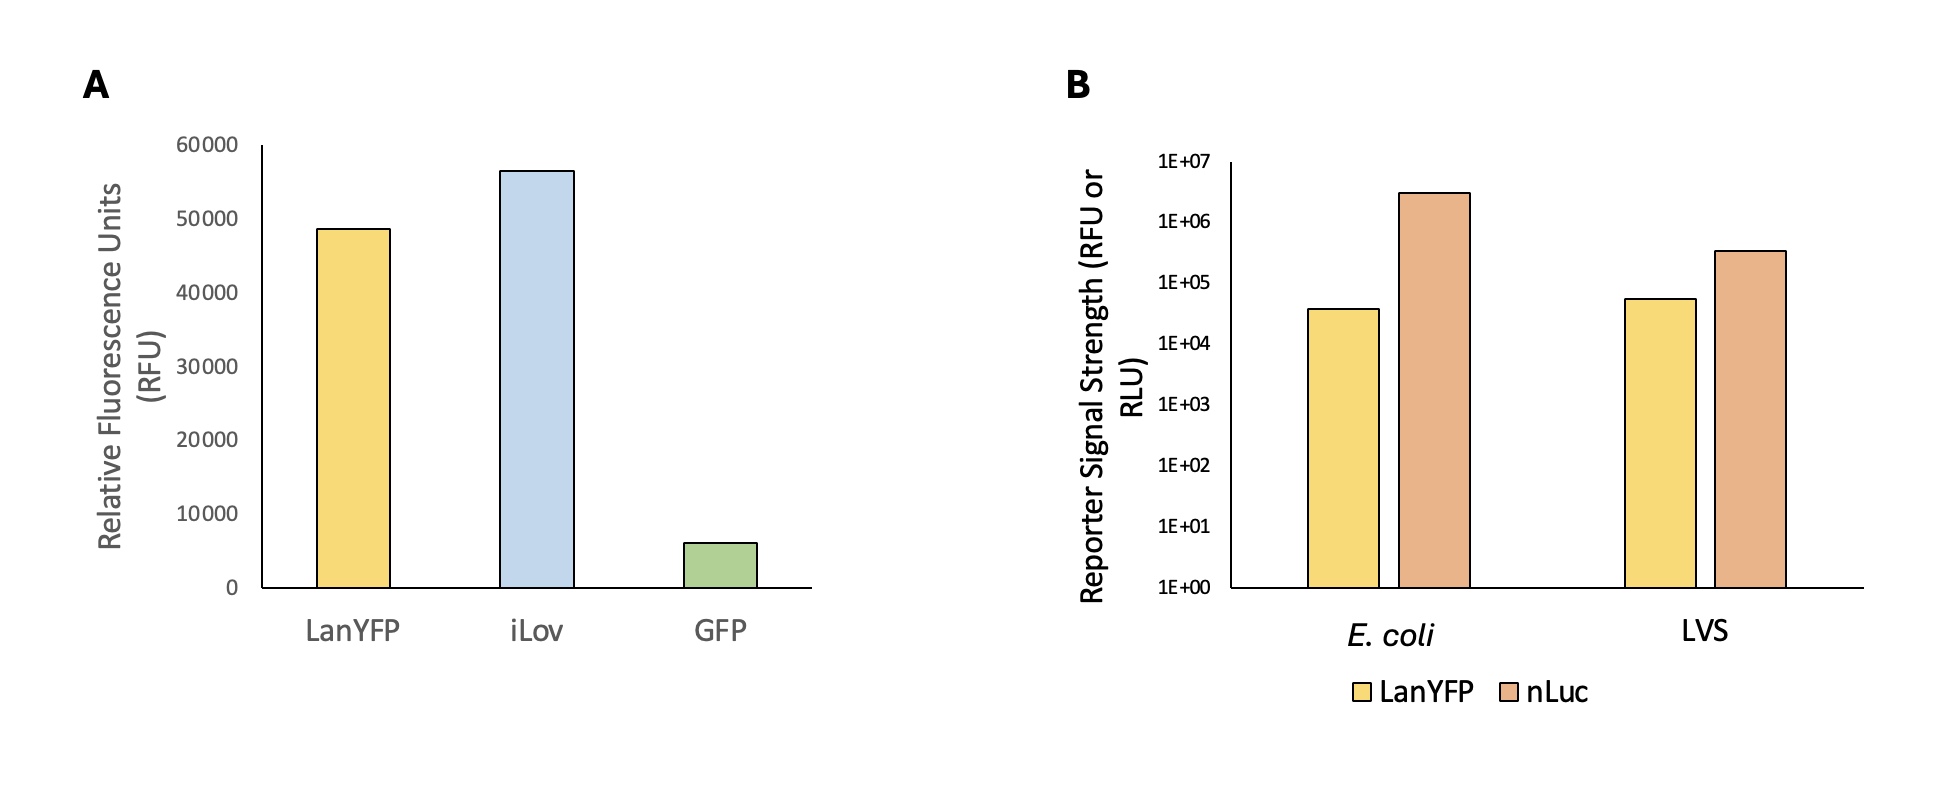 A
Relative Fluorescence Units
(RFU)
60000
50000
40000
30000
20000
10000
0
LanYFP
iLov
GFP
B
Reporter Signal Strength (RFU or
RLU)
1E+07
1E+06
1E+05
1E+04
1E+03
1E+02
1E+01
1E+00
E. coli
LVS
LanYFP
nLuc